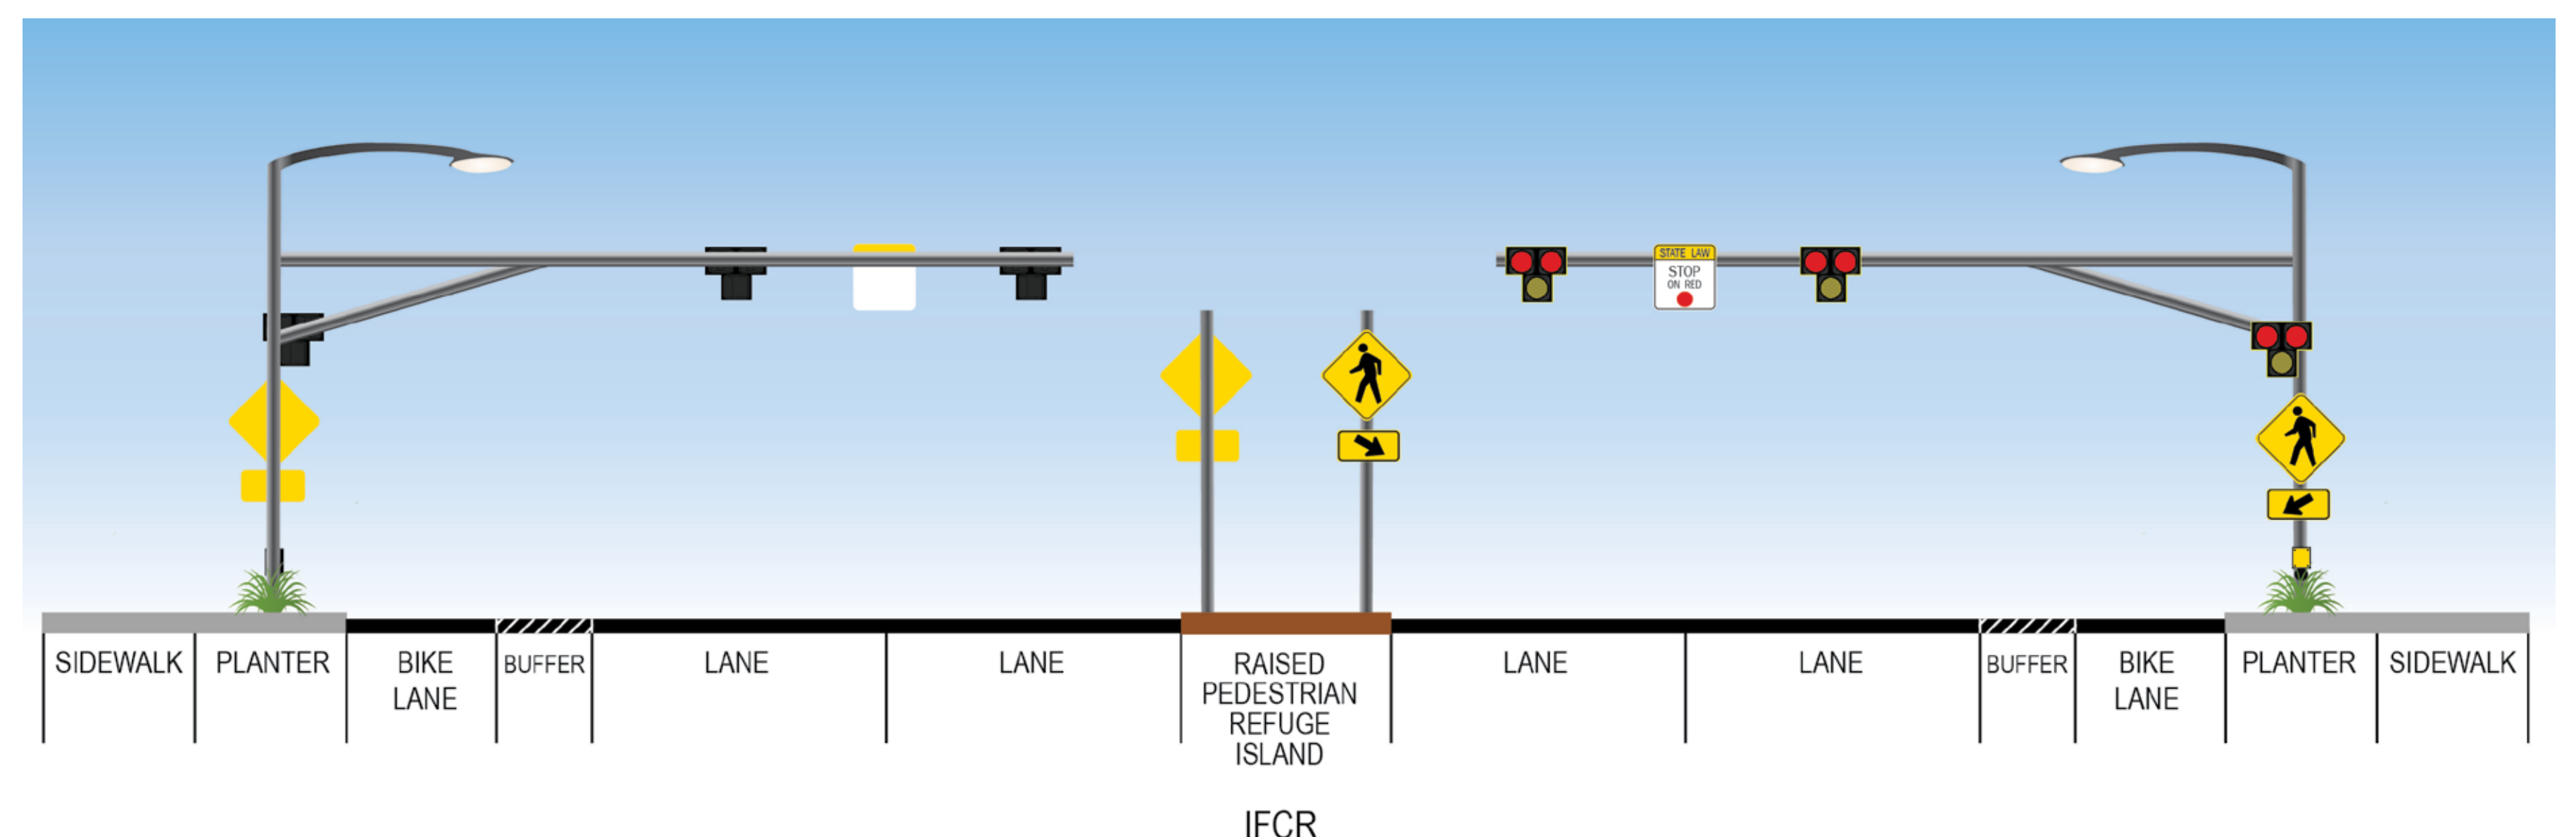 STATE LAW
STOP
ON RED
SIDEWALK
PLANTER
BIKE
LANE
BUFFER
LANE
LANE
RAISED
PEDESTRIAN
REFUGE
ISLAND
LANE
LANE
BUFFER
BIKE
LANE
PLANTER
SIDEWALK
IFCR